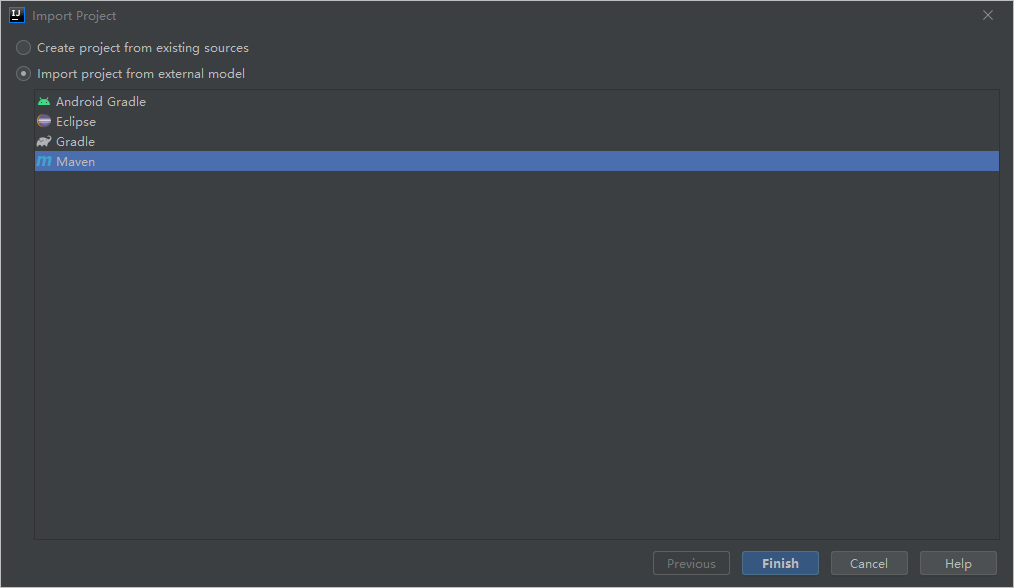 IJ Import Project
Create project from existing sources
Import project from external model
Android Gradle
Eclipse
Gradle
m Maven
Previous Finish Cancel Help